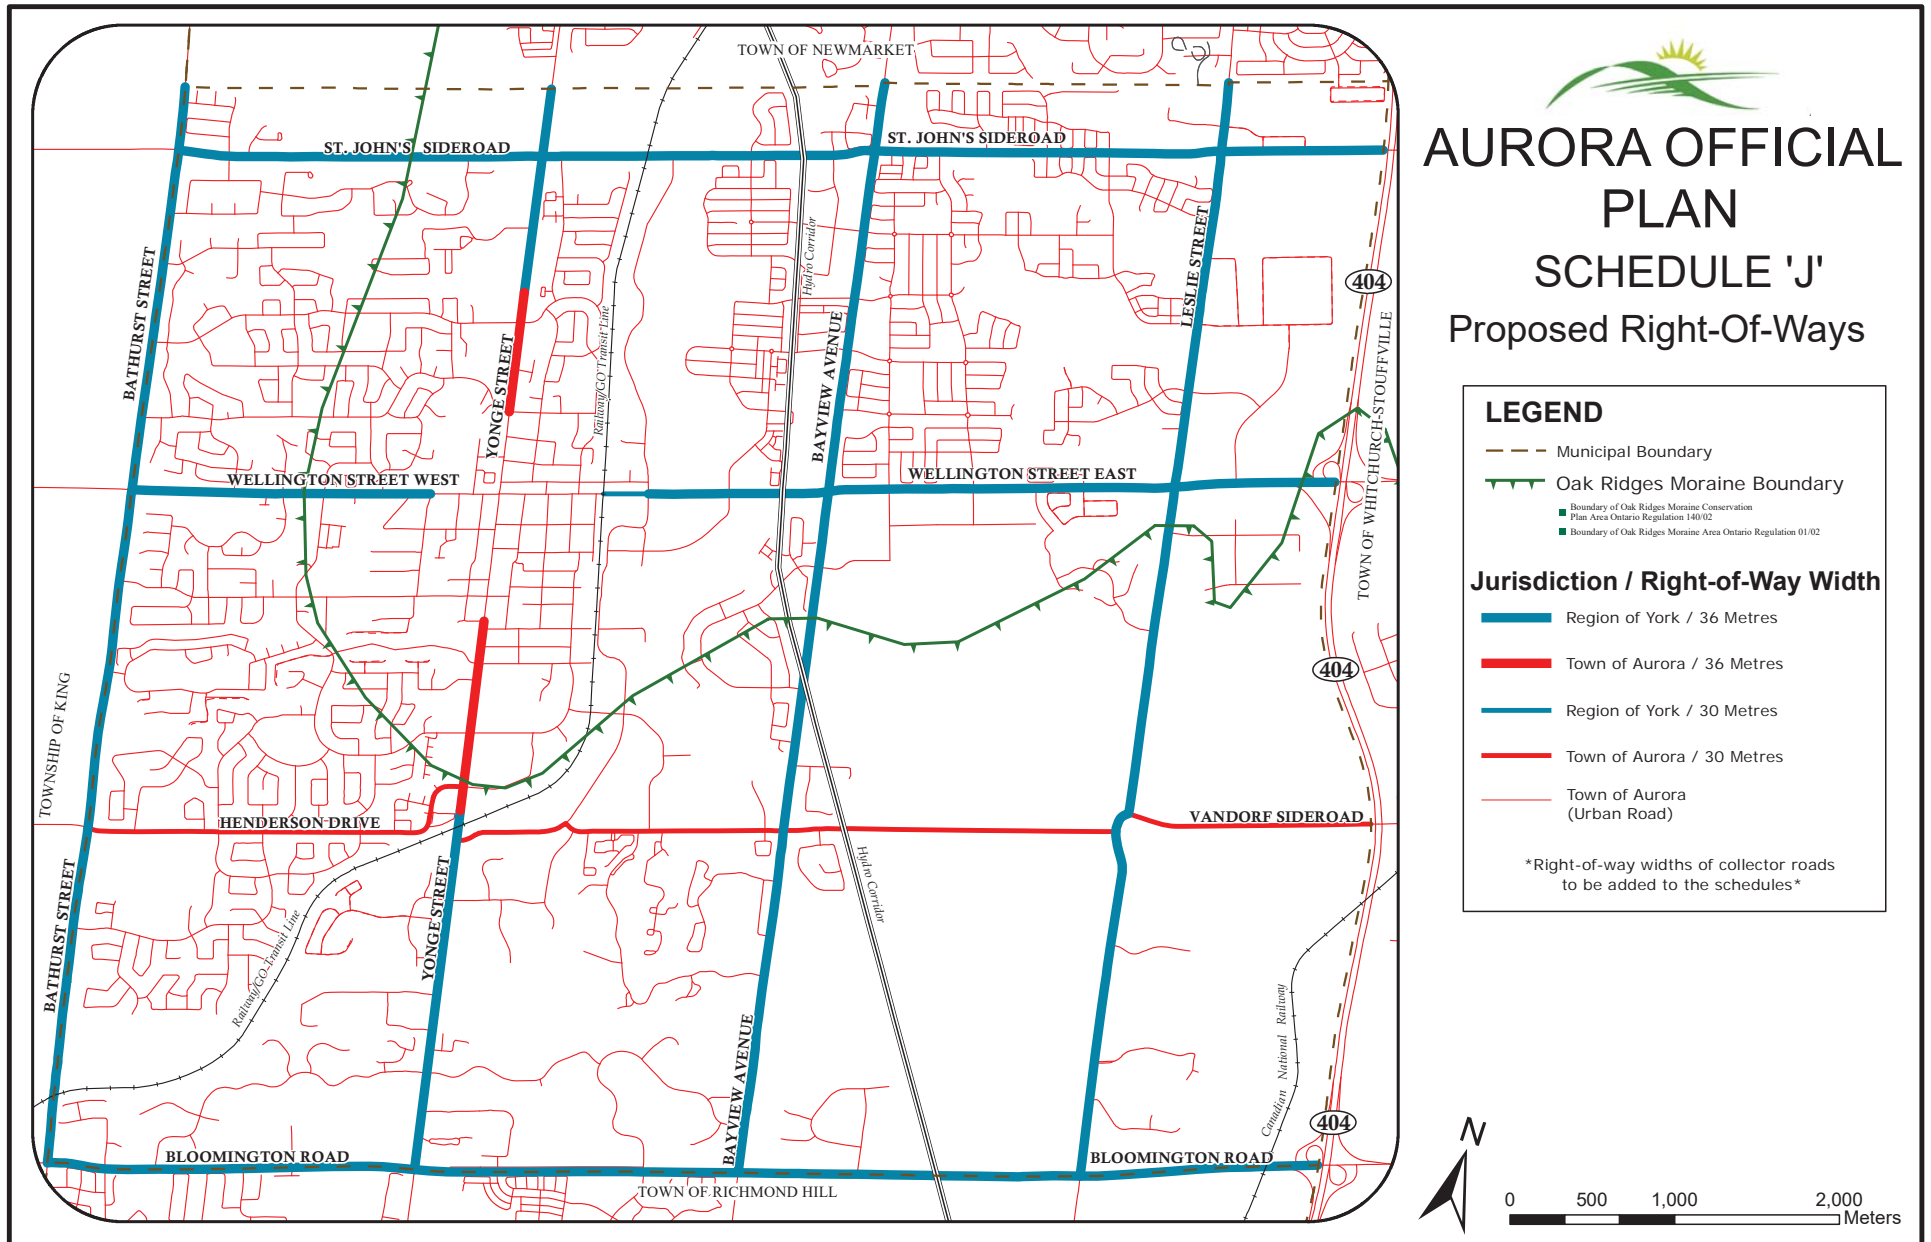 TOWN OF NEWMARKET
ST. JOHN'S SIDEROAD
ST. JOHN'S SIDEROAD
BATHURST STREET
YONGE STREET
Railway/GO Transit Line
Hydro Corridor
BAYVIEW AVENUE
LESLIE STREET
404
TOWN OF WHITCHURCH-STOUFFVILLE
WELLINGTON STREET WEST
WELLINGTON STREET EAST
404
TOWNSHIP OF KING
HENDERSON DRIVE
VANDORF SIDEROAD
BATHURST STREET
YONGE STREET
Railway/GO Transit Line
Hydro Corridor
BAYVIEW AVENUE
Canadian National Railway
404
BLOOMINGTON ROAD
BLOOMINGTON ROAD
TOWN OF RICHMOND HILL
AURORA OFFICIAL
PLAN
SCHEDULE 'J'
Proposed Right-Of-Ways
LEGEND
Municipal Boundary
Oak Ridges Moraine Boundary
Boundary of Oak Ridges Moraine Conservation
Plan Area Ontario Regulation 140/02
Boundary of Oak Ridges Moraine Area Ontario Regulation 01/02
Jurisdiction / Right-of-Way Width
Region of York / 36 Metres
Town of Aurora / 36 Metres
Region of York / 30 Metres
Town of Aurora / 30 Metres
Town of Aurora
(Urban Road)
*Right-of-way widths of collector roads
to be added to the schedules*
N
0 500 1,000 2,000
Meters